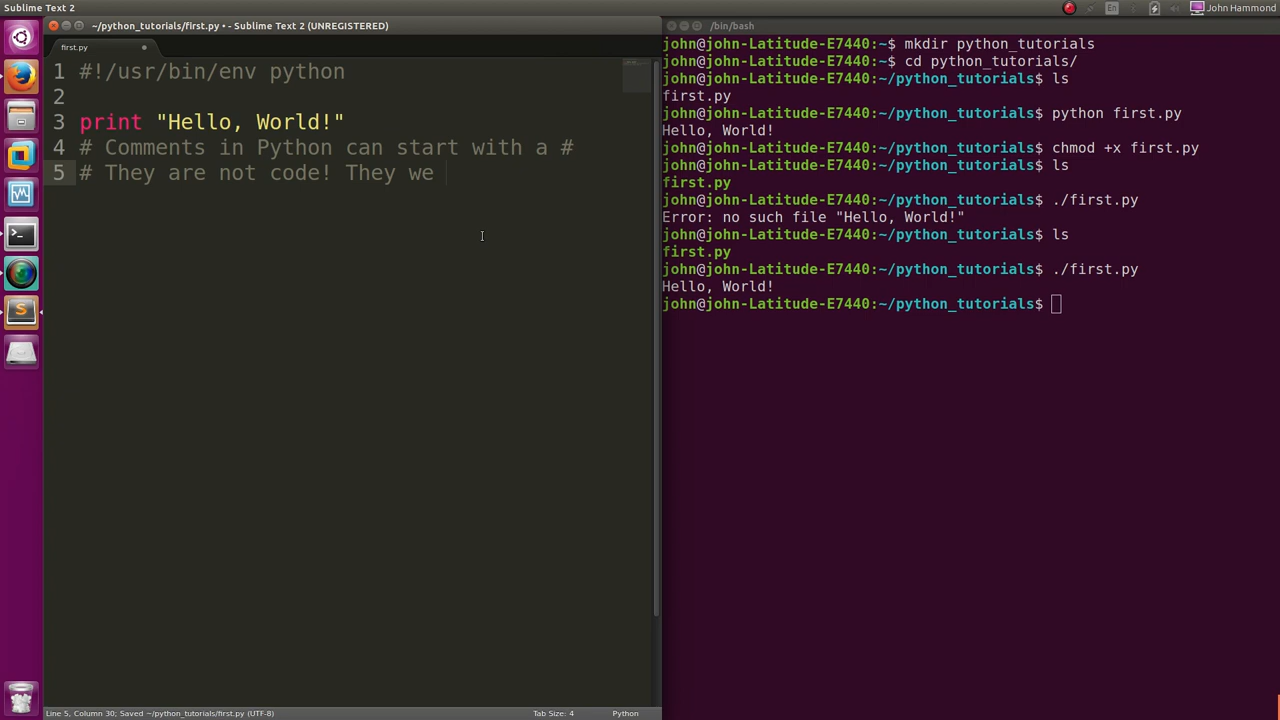 Sublime Text 2
En
John Hammond
~/python_tutorials/first.py • - Sublime Text 2 (UNREGISTERED)
first.py
1 #!/usr/bin/env python
2
3 print "Hello, World!"
4 # Comments in Python can start with a #
5 # They are not code! They we
Line 5, Column 30; Saved ~/python_tutorials/first.py (UTF-8)
Tab Size: 4
Python
/bin/bash
john@john-Latitude-E7440:~$ mkdir python_tutorials
john@john-Latitude-E7440:~$ cd python_tutorials/
john@john-Latitude-E7440:~/python_tutorials$ ls
first.py
john@john-Latitude-E7440:~/python_tutorials$ python first.py
Hello, World!
john@john-Latitude-E7440:~/python_tutorials$ chmod +x first.py
john@john-Latitude-E7440:~/python_tutorials$ ls
first.py
john@john-Latitude-E7440:~/python_tutorials$ ./first.py
Error: no such file "Hello, World!"
john@john-Latitude-E7440:~/python_tutorials$ ls
first.py
john@john-Latitude-E7440:~/python_tutorials$ ./first.py
Hello, World!
john@john-Latitude-E7440:~/python_tutorials$